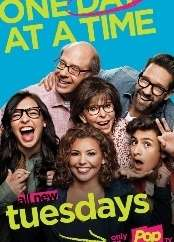 ONE DAY
AT A TIME
all new
tuesdays
only
Pop